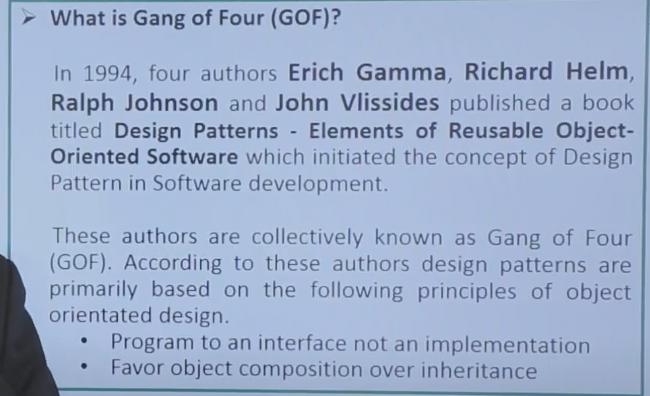 ➤ What is Gang of Four (GOF)?
In 1994, four authors Erich Gamma, Richard Helm,
Ralph Johnson and John Vlissides published a book
titled Design Patterns - Elements of Reusable Object-
Oriented Software which initiated the concept of Design
Pattern in Software development.
These authors are collectively known as Gang of Four
(GOF). According to these authors design patterns are
primarily based on the following principles of object
orientated design.
• Program to an interface not an implementation
• Favor object composition over inheritance